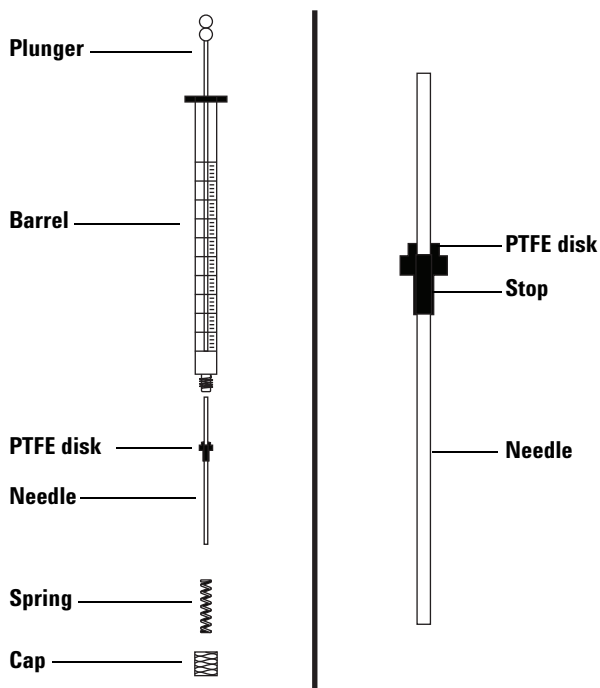 Plunger
Barrel
PTFE disk
Needle
Spring
Cap
PTFE disk
Stop
Needle